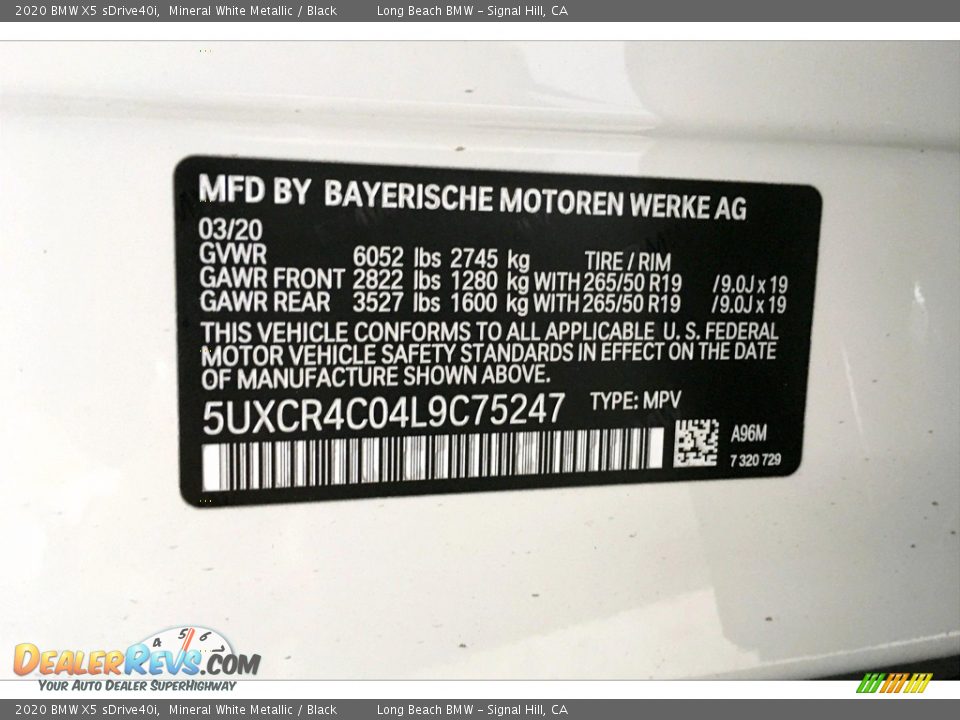 2020 BMW X5 sDrive40i, Mineral White Metallic / Black Long Beach BMW - Signal Hill, CA
MFD BY BAYERISCHE MOTOREN WERKE AG
03/20
GVWR 6052 lbs 2745 kg TIRE / RIM
GAWR FRONT 2822 lbs 1280 kg WITH 265/50 R19 /9.0J x 19
GAWR REAR 3527 lbs 1600 kg WITH 265/50 R19 /9.0J x 19
THIS VEHICLE CONFORMS TO ALL APPLICABLE U. S. FEDERAL
MOTOR VEHICLE SAFETY STANDARDS IN EFFECT ON THE DATE
OF MANUFACTURE SHOWN ABOVE.
5UXCR4C04L9C75247 TYPE: MPV
A96M
7 320 729
4 5 6 7
DEALERREVS.COM
YOUR AUTO DEALER SUPERHIGHWAY
2020 BMW X5 sDrive40i, Mineral White Metallic / Black Long Beach BMW - Signal Hill, CA